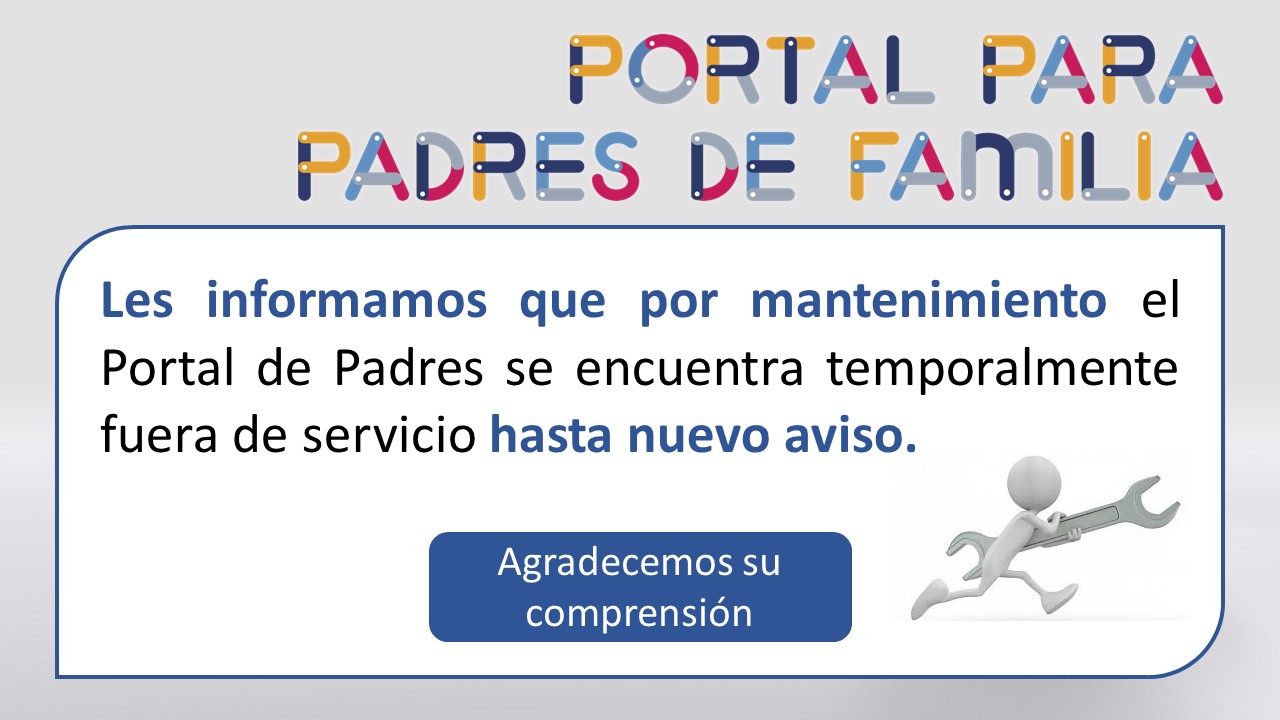 PORTAL PARA
PADRES DE FAMILIA
Les informamos que por mantenimiento el
Portal de Padres se encuentra temporalmente
fuera de servicio hasta nuevo aviso.
Agradecemos su
comprensión